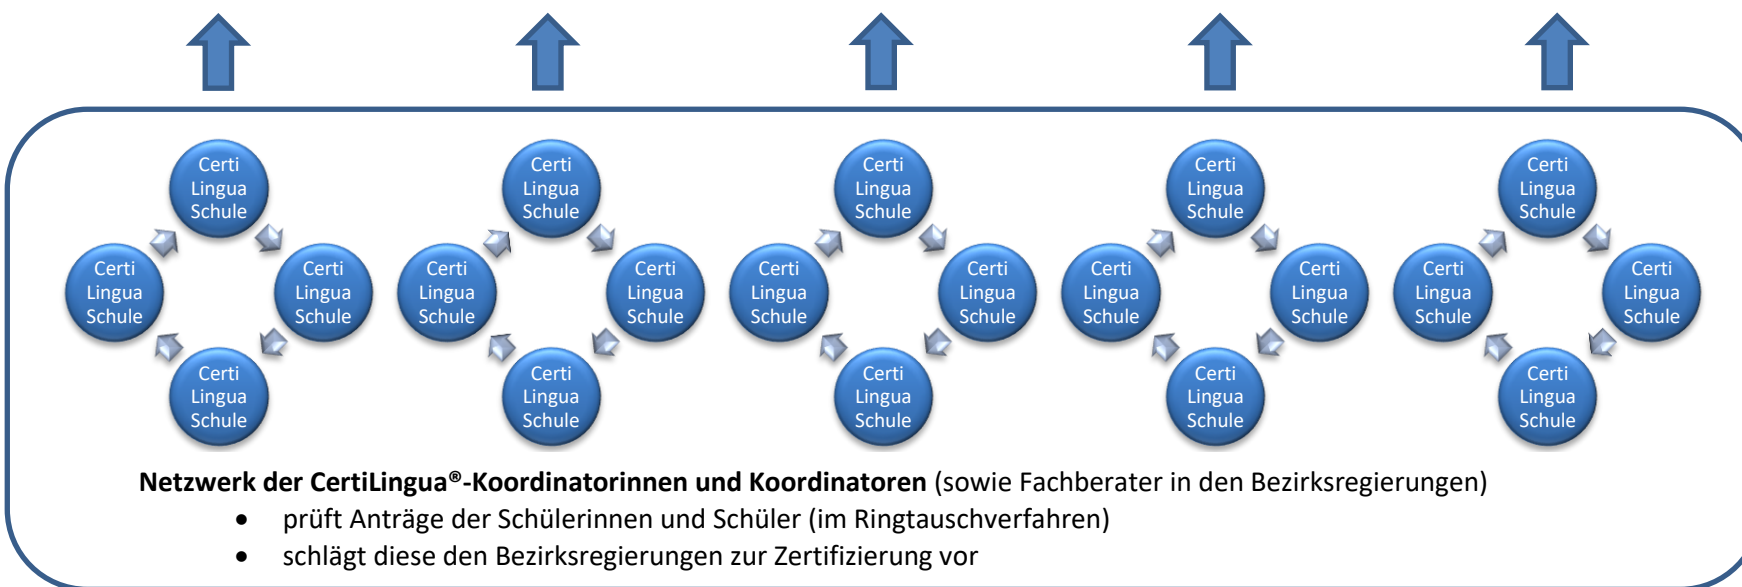 Certi
Lingua
Schule
Certi
Lingua
Schule
Certi
Lingua
Schule
Certi
Lingua
Schule
Certi
Lingua
Schule
Certi
Lingua
Schule
Certi
Lingua
Schule
Certi
Lingua
Schule
Certi
Lingua
Schule
Certi
Lingua
Schule
Certi
Lingua
Schule
Certi
Lingua
Schule
Certi
Lingua
Schule
Certi
Lingua
Schule
Certi
Lingua
Schule
Certi
Lingua
Schule
Certi
Lingua
Schule
Certi
Lingua
Schule
Certi
Lingua
Schule
Certi
Lingua
Schule
Netzwerk der CertiLingua®-Koordinatorinnen und Koordinatoren (sowie Fachberater in den Bezirksregierungen)
• prüft Anträge der Schülerinnen und Schüler (im Ringtauschverfahren)
• schlägt diese den Bezirksregierungen zur Zertifizierung vor